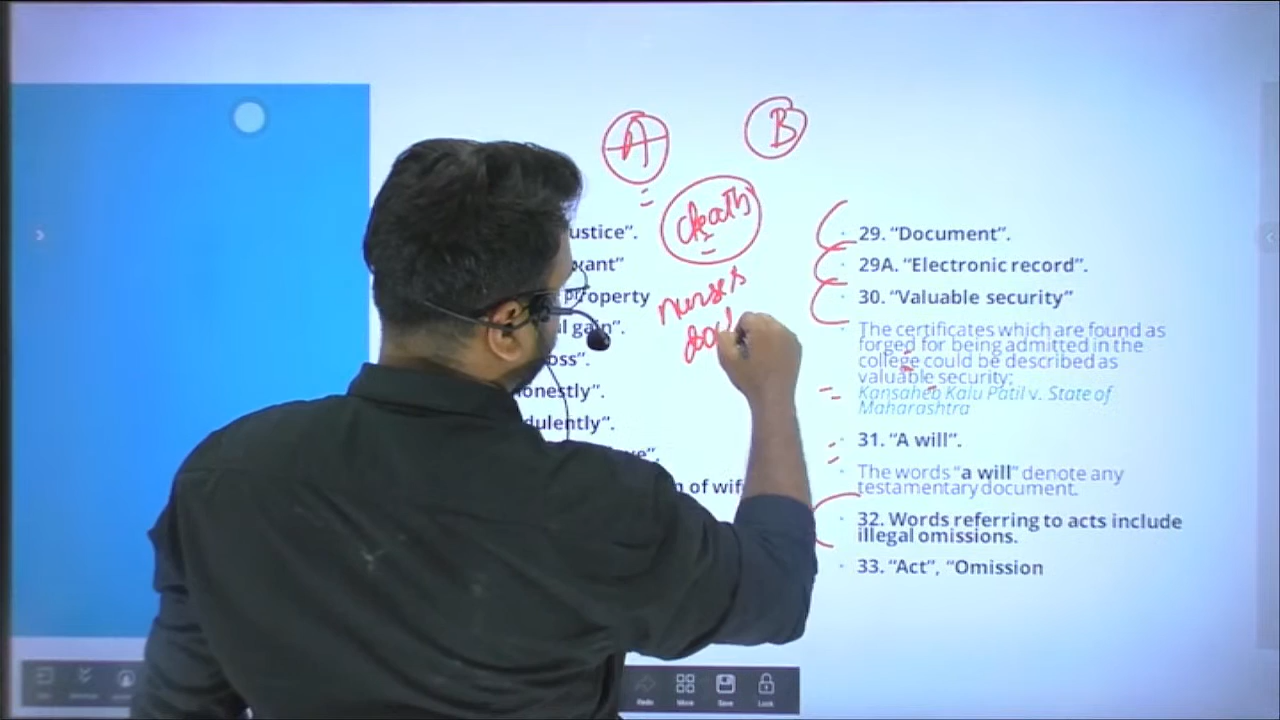 A
B
death
nurses
ustice”.
vant”
property
l gain”.
oss”.
onestly”.
dulently”.
n of wif
29. “Document”.
29A. “Electronic record”.
30. “Valuable security”
The certificates which are found as
forged for being admitted in the
college could be described as
valuable security;
Kansaheb Kalu Patil v. State of
Maharashtra
31. “A will”.
The words “a will” denote any
testamentary document.
32. Words referring to acts include
illegal omissions.
33. “Act”, “Omission
Redo
More
Save
Lock